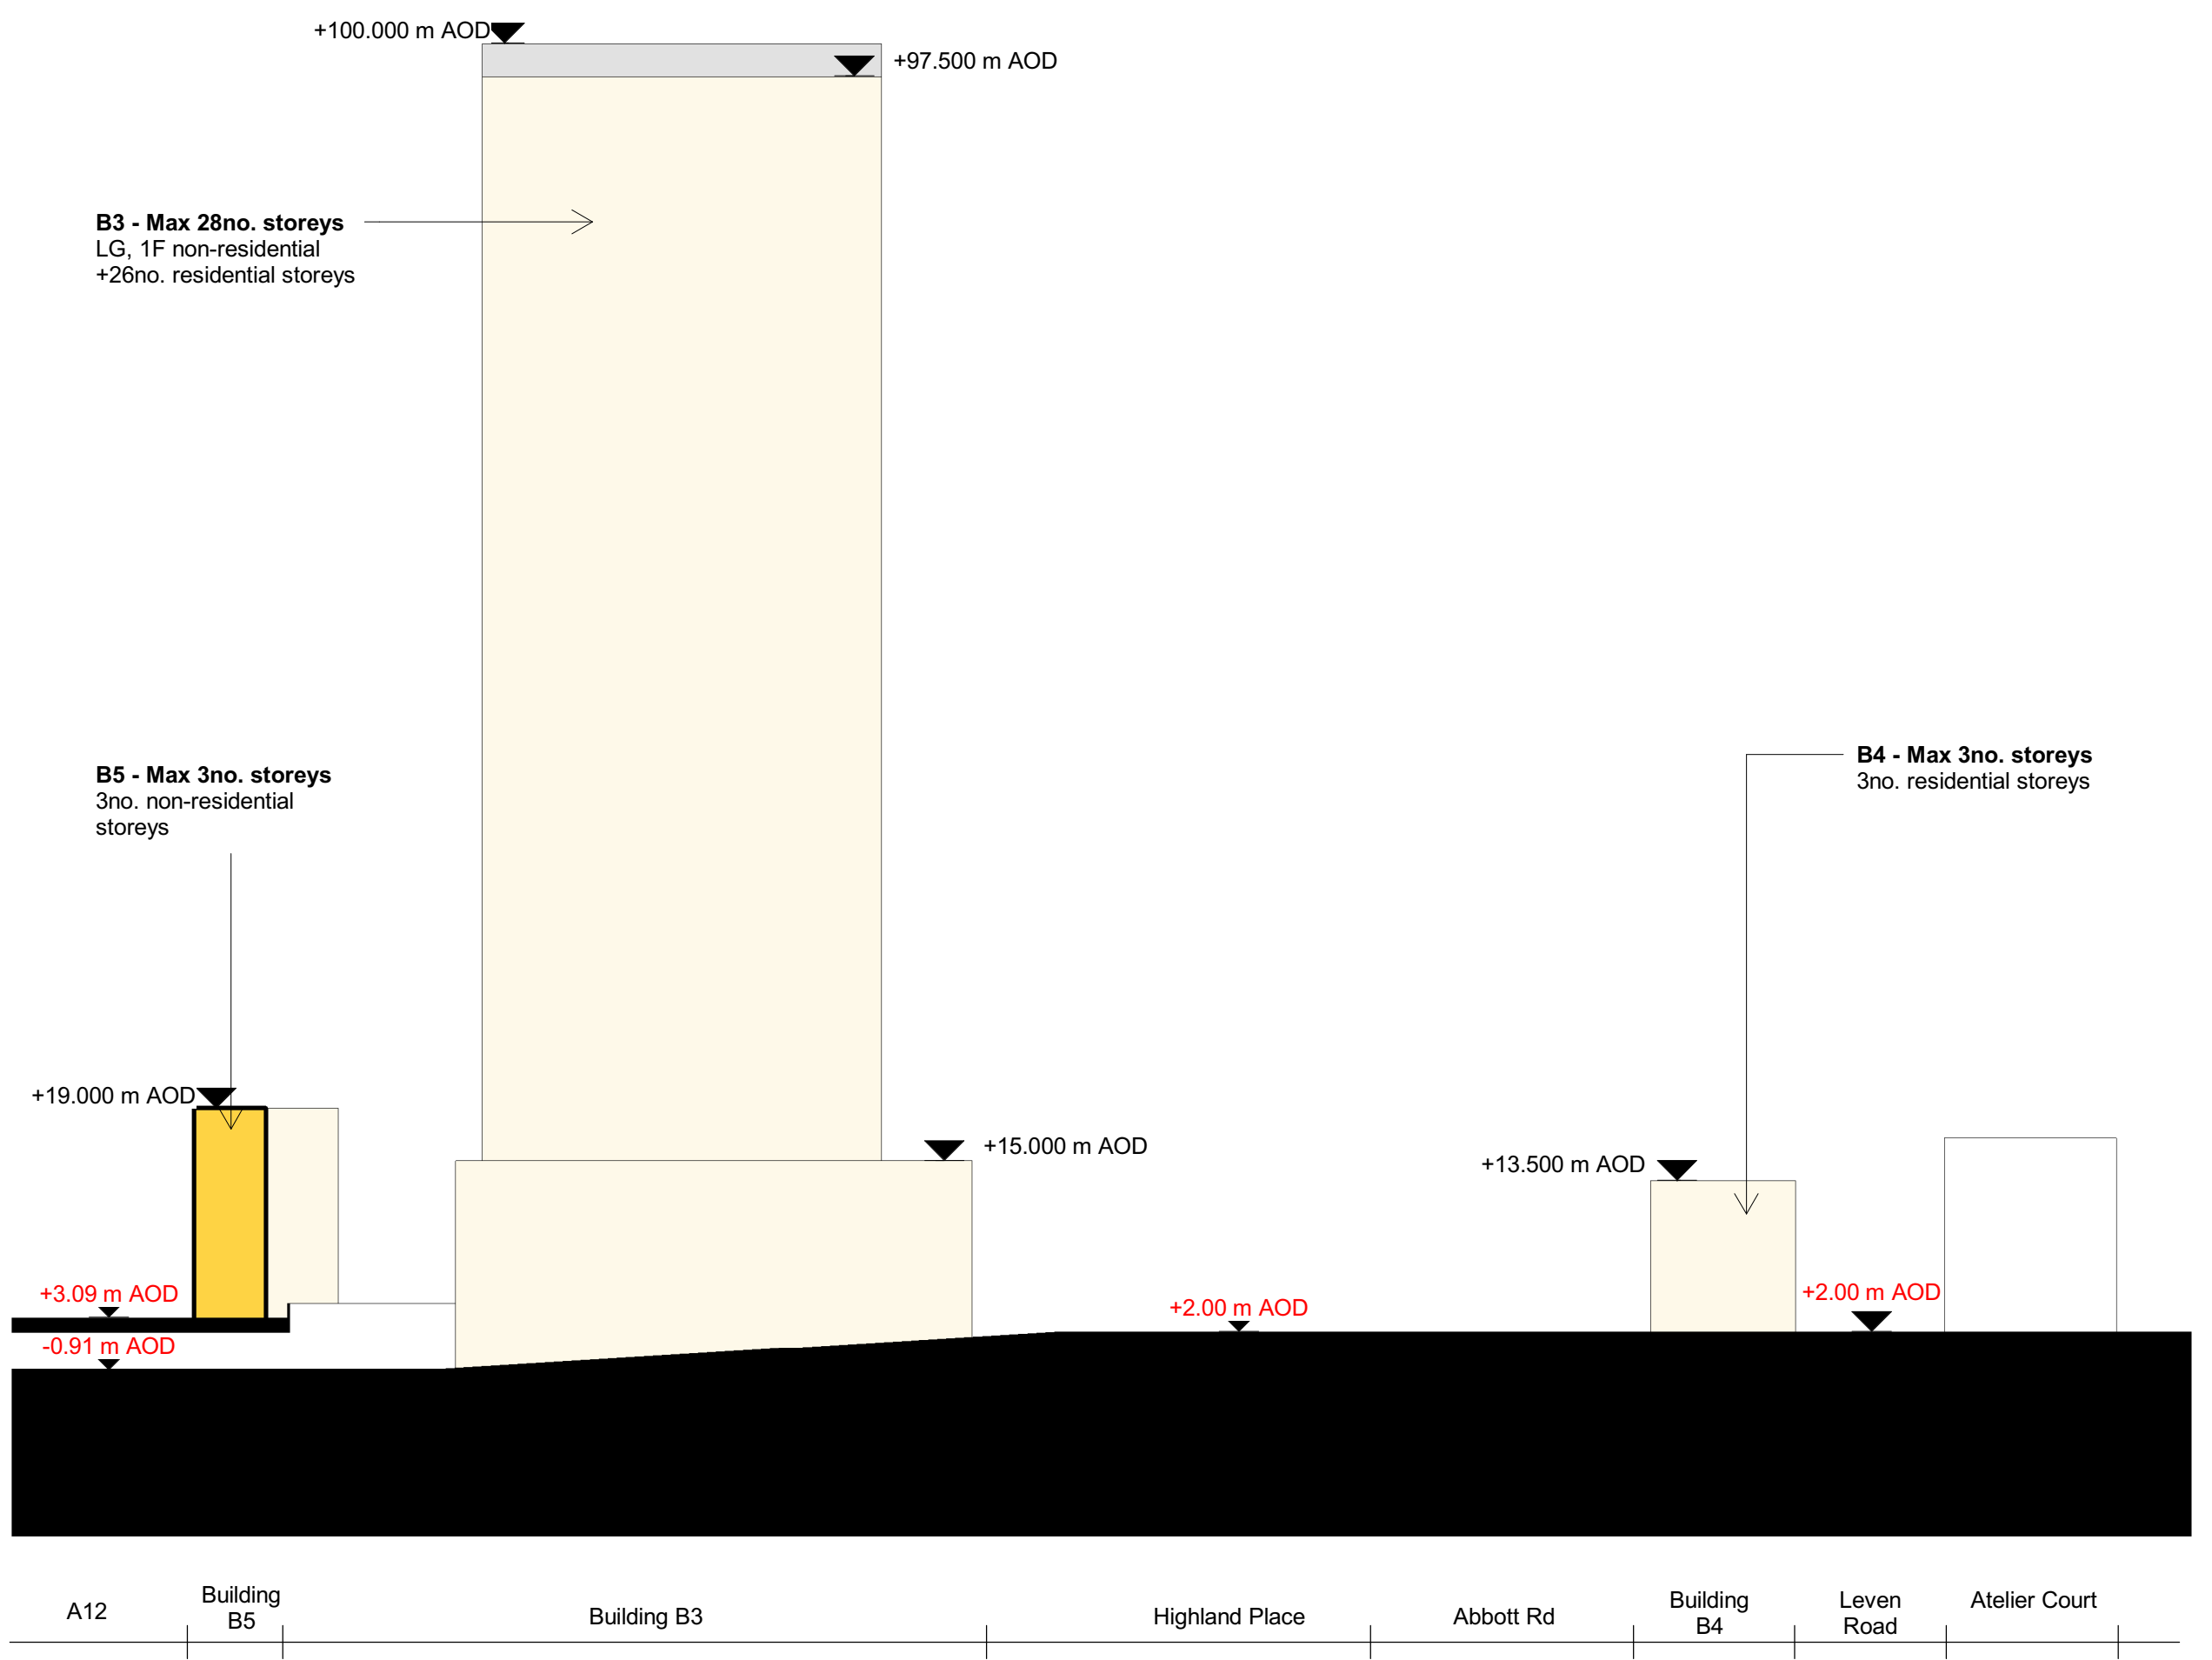 +100.000 m AOD
+97.500 m AOD
B3 - Max 28no. storeys
LG, 1F non-residential
+26no. residential storeys
B5 - Max 3no. storeys
3no. non-residential
storeys
B4 - Max 3no. storeys
3no. residential storeys
+19.000 m AOD
+15.000 m AOD
+13.500 m AOD
+3.09 m AOD
-0.91 m AOD
+2.00 m AOD
+2.00 m AOD
A12
Building
B5
Building B3
Highland Place
Abbott Rd
Building
B4
Leven
Road
Atelier Court